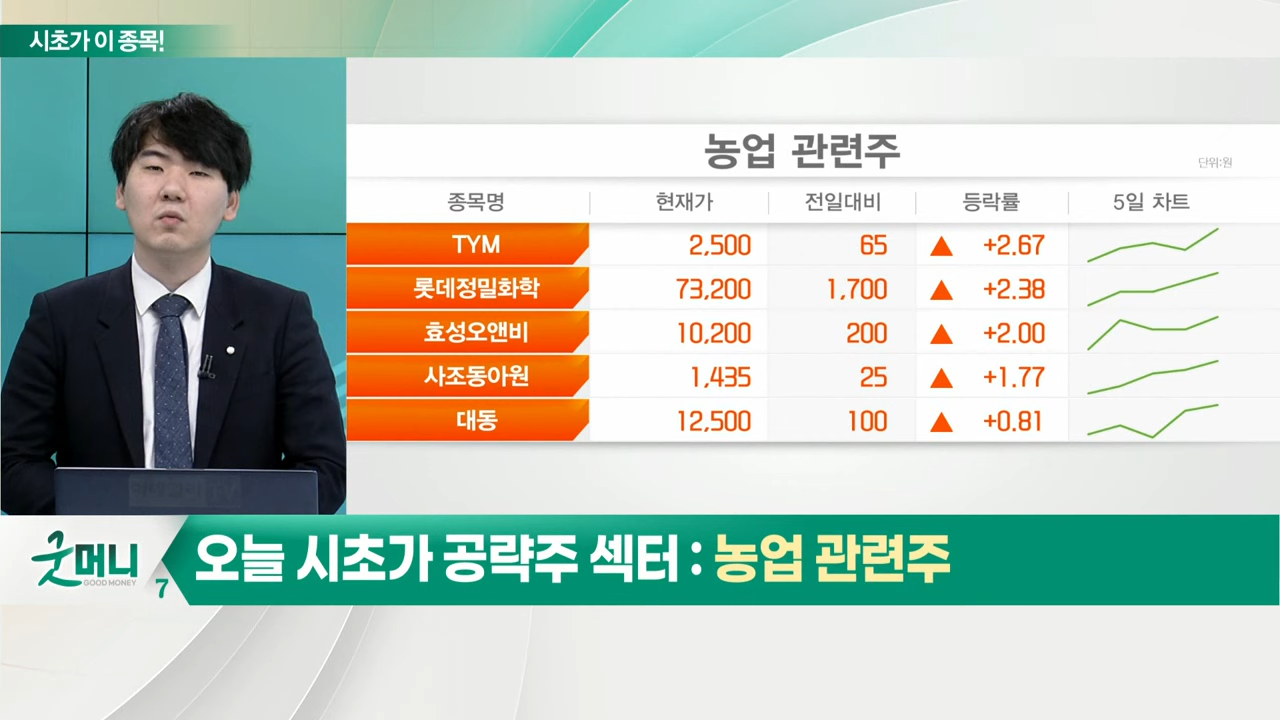 시초가 이 종목!
농업 관련주
단위:원
종목명 현재가 전일대비 등락률 5일 차트
TYM 2,500 65 ▲ +2.67
롯데정밀화학 73,200 1,700 ▲ +2.38
효성오앤비 10,200 200 ▲ +2.00
사조동아원 1,435 25 ▲ +1.77
대동 12,500 100 ▲ +0.81
굿머니
GOOD MONEY
7
오늘 시초가 공략주 섹터 : 농업 관련주